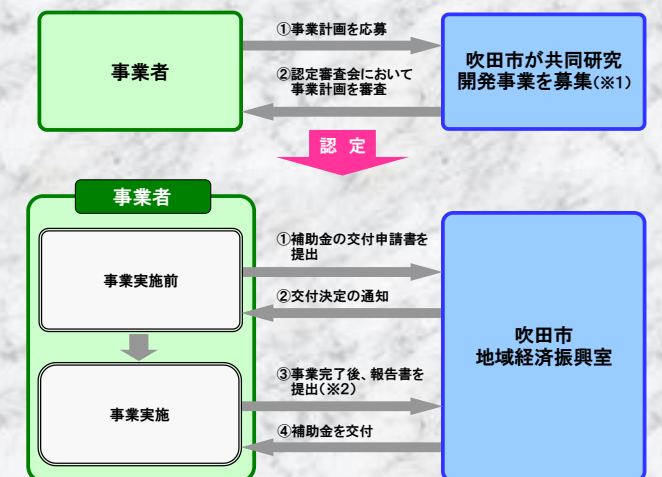 ①事業計画を応募
事業者
吹田市が共同研究
開発事業を募集(※1)
②認定審査会において
事業計画を審査
認 定
事業者
①補助金の交付申請書を
提出
事業実施前
②交付決定の通知
吹田市
地域経済振興室
③事業完了後、報告書を
提出(※2)
事業実施
④補助金を交付